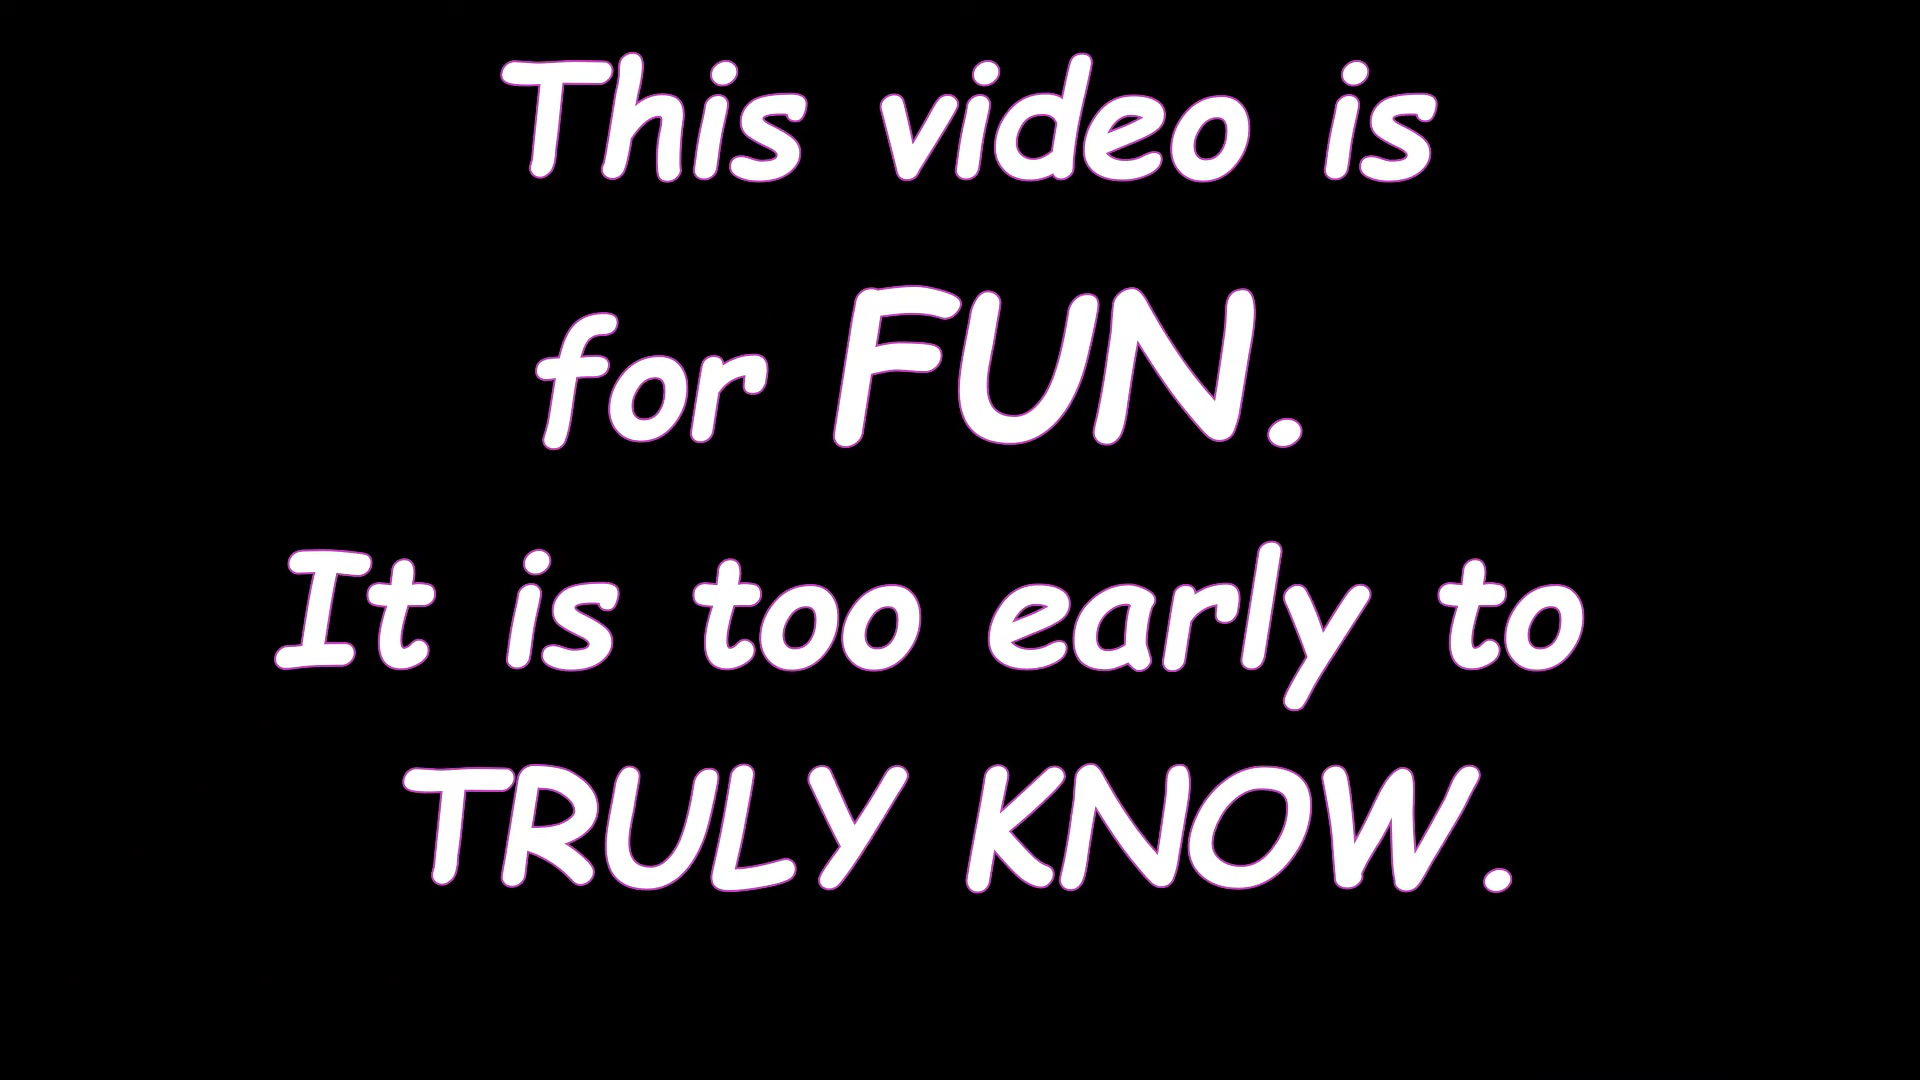 This video is
for FUN.
It is too early to
TRULY KNOW.